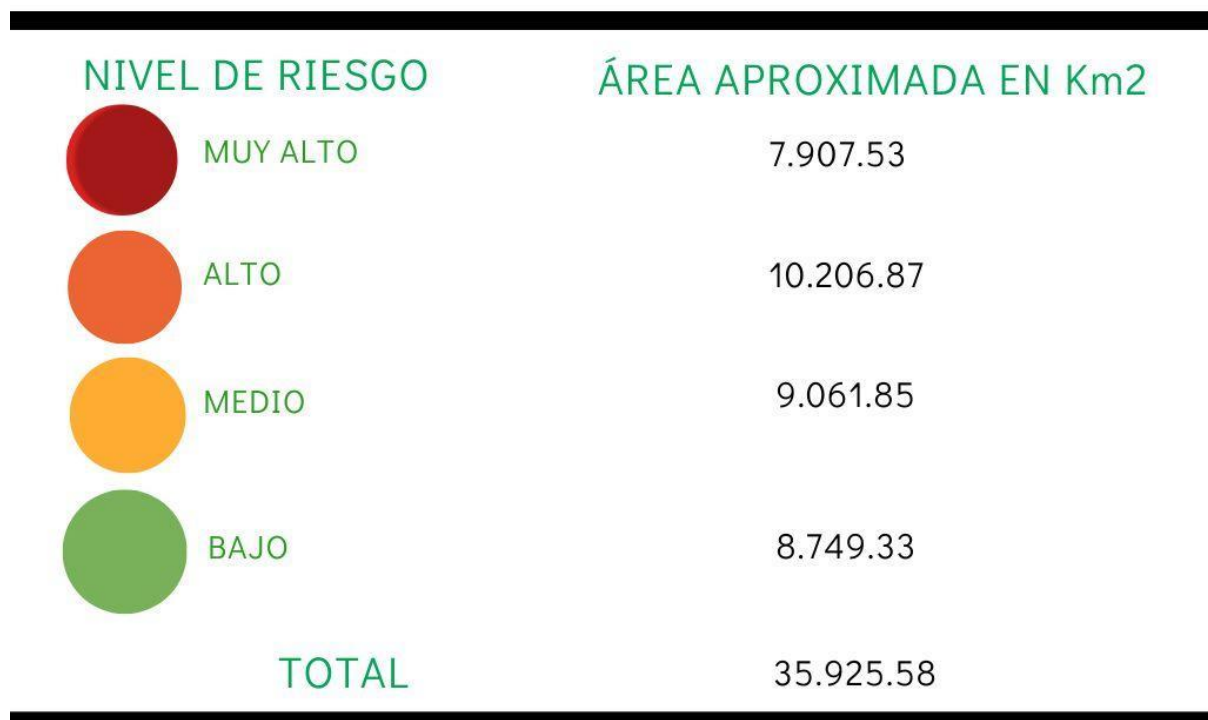 NIVEL DE RIESGO ÁREA APROXIMADA EN Km2
MUY ALTO 7.907.53
ALTO 10.206.87
MEDIO 9.061.85
BAJO 8.749.33
TOTAL 35.925.58